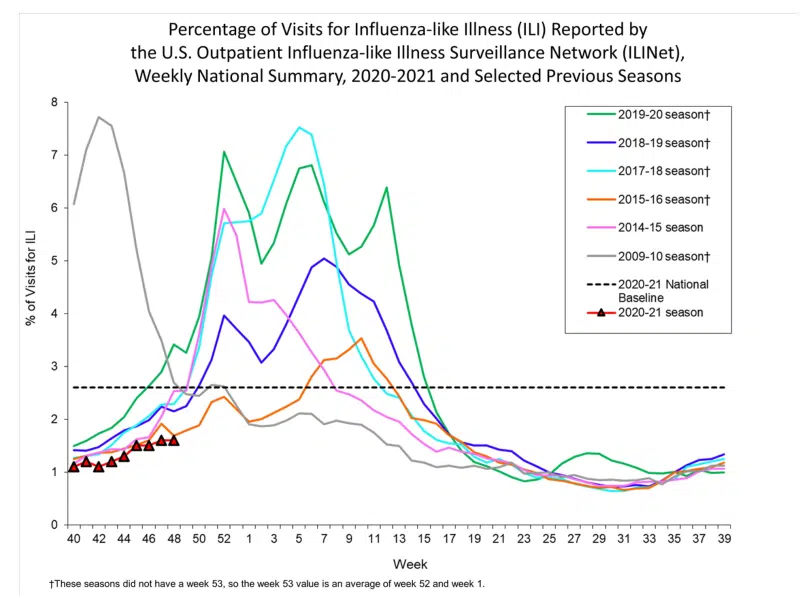 Percentage of Visits for Influenza-like Illness (ILI) Reported by
the U.S. Outpatient Influenza-like Illness Surveillance Network (ILINet),
Weekly National Summary, 2020-2021 and Selected Previous Seasons
8
7
6
5
4
3
2
1
0
% of Visits for ILI
2019-20 season†
2018-19 season†
2017-18 season†
2015-16 season†
2014-15 season
2009-10 season†
2020-21 National
Baseline
2020-21 season
40 42 44 46 48 50 52 1 3 5 7 9 11 13 15 17 19 21 23 25 27 29 31 33 35 37 39
Week
†These seasons did not have a week 53, so the week 53 value is an average of week 52 and week 1.